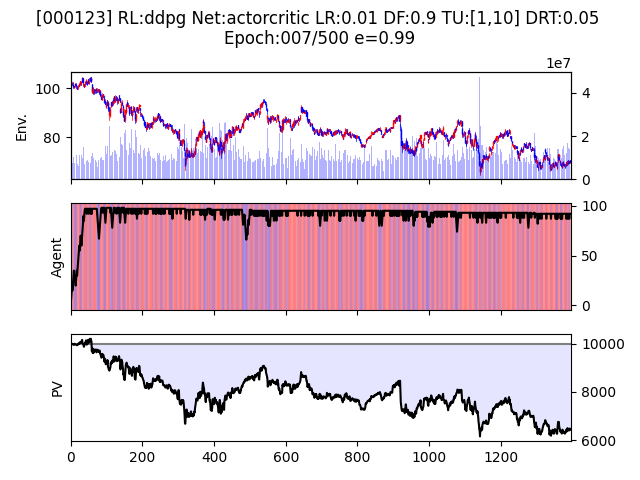 [000123] RL:ddpg Net:actorcritic LR:0.01 DF:0.9 TU:[1,10] DRT:0.05
Epoch:007/500 e=0.99
1e7
Env.
100
80
4
2
0
Agent
100
50
0
PV
10000
8000
6000
0 200 400 600 800 1000 1200